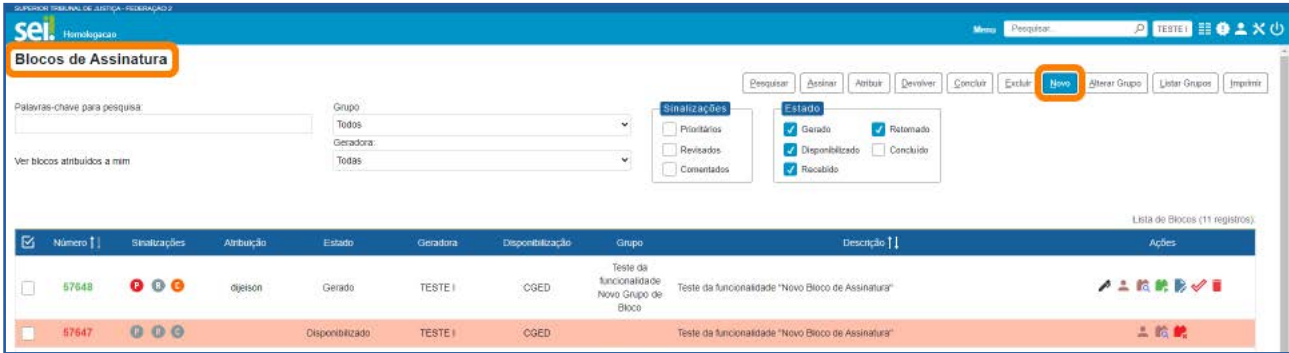 SUPERIOR TRIBUNAL DE JUSTIÇA - FEDERAÇÃO 2
sei. Homologacao Menu Pesquisar... TESTE I
Blocos de Assinatura
Pesquisar Assinar Atribuir Devolver Concluir Excluir Novo Alterar Grupo Listar Grupos Imprimir
Palavras-chave para pesquisa: Grupo Sinalizações Estado
Todos Prioritários Gerado Retornado
Geradora: Revisados Disponibilizado Concluído
Ver blocos atribuídos a mim Todas Comentados Recebido
Lista de Blocos (11 registros):
Número Sinalizações Atribuição Estado Geradora Disponibilização Grupo Descrição Ações
57648 P R C dijeison Gerado TESTE I CGED Teste da funcionalidade Novo Grupo de Bloco Teste da funcionalidade "Novo Bloco de Assinatura"
57647 P R C Disponibilizado TESTE I CGED Teste da funcionalidade "Novo Bloco de Assinatura"